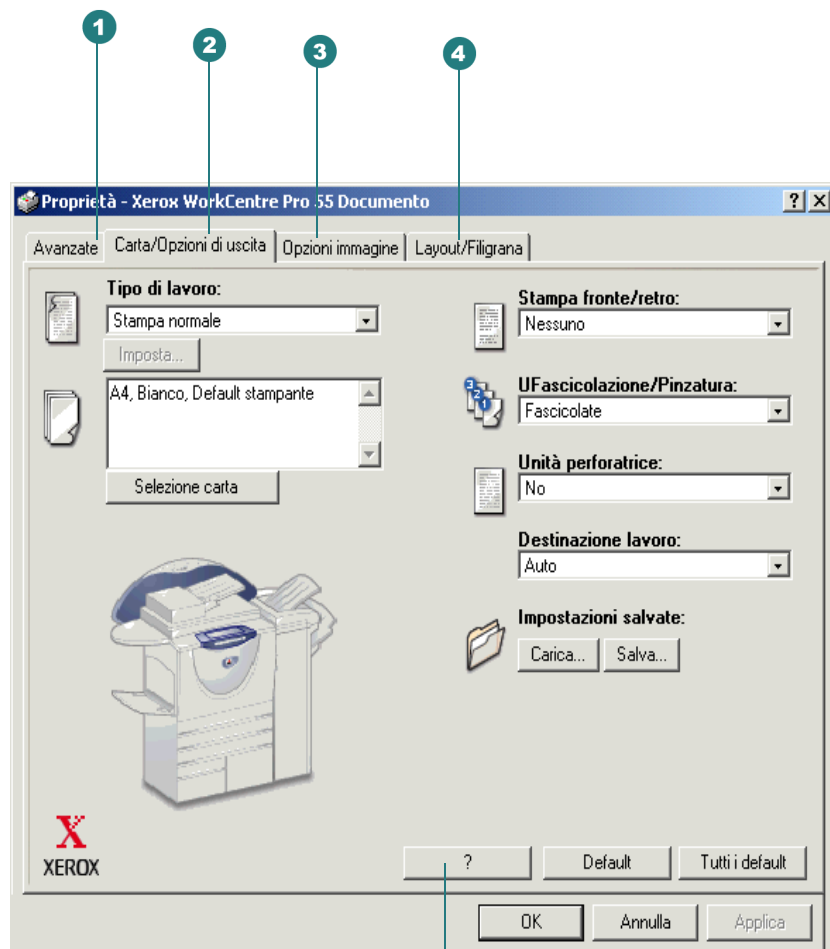 1
2
3
4
Proprietà - Xerox WorkCentre Pro 55 Documento
Avanzate
Carta/Opzioni di uscita
Opzioni immagine
Layout/Filigrana
Tipo di lavoro:
Stampa normale
Imposta...
A4, Bianco, Default stampante
Selezione carta
Stampa fronte/retro:
Nessuno
UFascicolazione/Pinzatura:
Fascicolate
Unità perforatrice:
No
Destinazione lavoro:
Auto
Impostazioni salvate:
Carica...
Salva...
X
XEROX
?
Default
Tutti i default
OK
Annulla
Applica